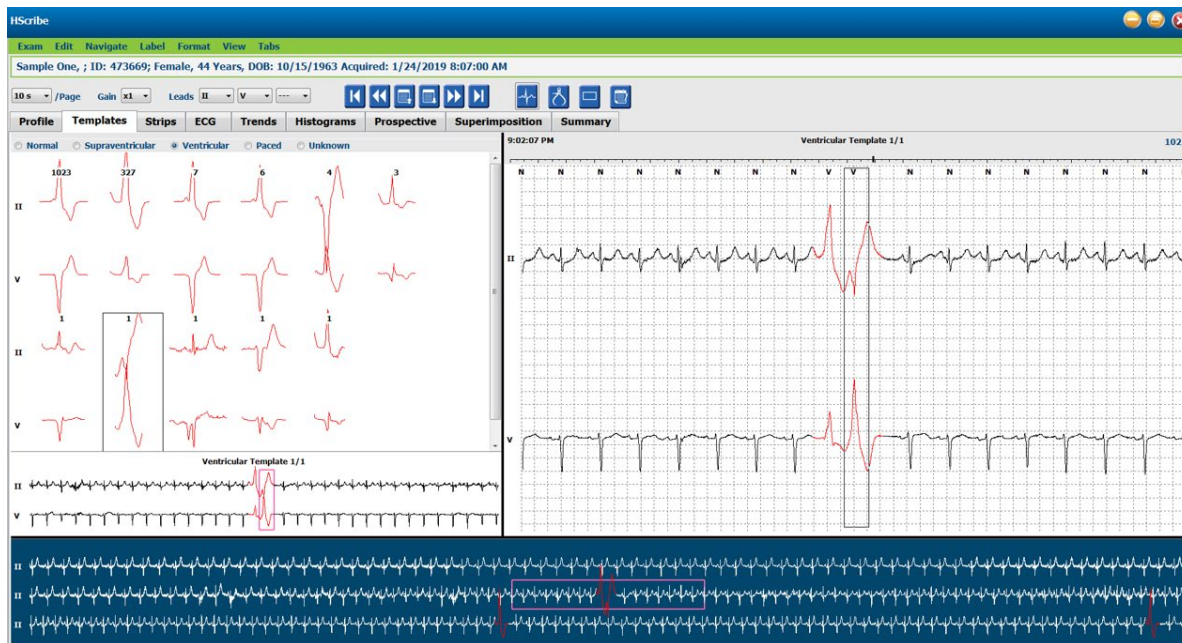 HScribe
Exam Edit Navigate Label Format View Tabs
Sample One, ; ID: 473669; Female, 44 Years, DOB: 10/15/1963 Acquired: 1/24/2019 8:07:00 AM
10 s /Page Gain x1 Leads II V ---
Profile Templates Strips ECG Trends Histograms Prospective Superimposition Summary
Normal Supraventricular Ventricular Paced Unknown
1023 327 7 6 4 3
II
V
1 1 1 1 1
II
V
Ventricular Template 1/1
II
V
9:02:07 PM Ventricular Template 1/1 102
N N N N N N N N V V N N N N N N N
II
V
II
II
II